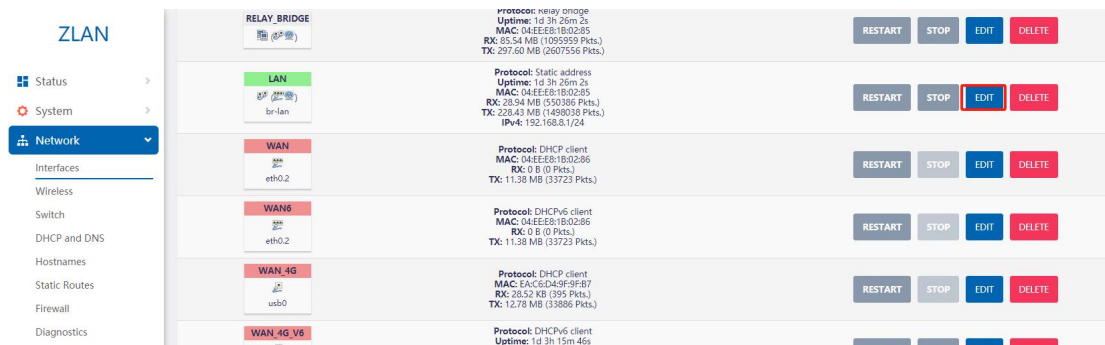 ZLAN
Status
System
Network
Interfaces
Wireless
Switch
DHCP and DNS
Hostnames
Static Routes
Firewall
Diagnostics
RELAY_BRIDGE
Protocol: Relay bridge
Uptime: 1d 3h 26m 2s
MAC: 04:EE:E8:1B:02:85
RX: 85.54 MB (1095959 Pkts.)
TX: 297.60 MB (2607556 Pkts.)
RESTART STOP EDIT DELETE
LAN
br-lan
Protocol: Static address
Uptime: 1d 3h 26m 2s
MAC: 04:EE:E8:1B:02:85
RX: 28.94 MB (550386 Pkts.)
TX: 228.43 MB (1498038 Pkts.)
IPv4: 192.168.8.1/24
RESTART STOP EDIT DELETE
WAN
eth0.2
Protocol: DHCP client
MAC: 04:EE:E8:1B:02:86
RX: 0 B (0 Pkts.)
TX: 11.38 MB (33723 Pkts.)
RESTART STOP EDIT DELETE
WAN6
eth0.2
Protocol: DHCPv6 client
MAC: 04:EE:E8:1B:02:86
RX: 0 B (0 Pkts.)
TX: 11.38 MB (33723 Pkts.)
RESTART STOP EDIT DELETE
WAN_4G
usb0
Protocol: DHCP client
MAC: EA:C6:D4:9F:9F:B7
RX: 28.52 KB (395 Pkts.)
TX: 12.78 MB (33886 Pkts.)
RESTART STOP EDIT DELETE
WAN_4G_V6
Protocol: DHCPv6 client
Uptime: 1d 3h 15m 46s